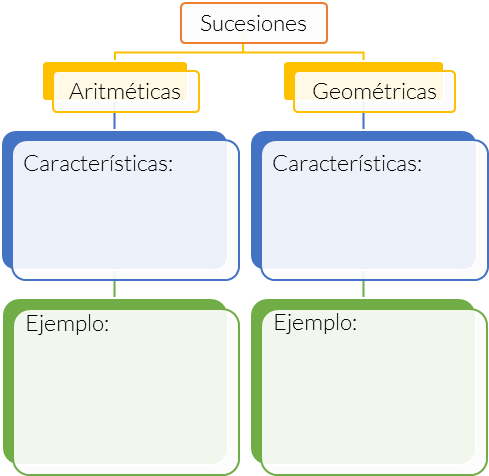 Sucesiones
Aritméticas
Geométricas
Características:
Características:
Ejemplo:
Ejemplo: